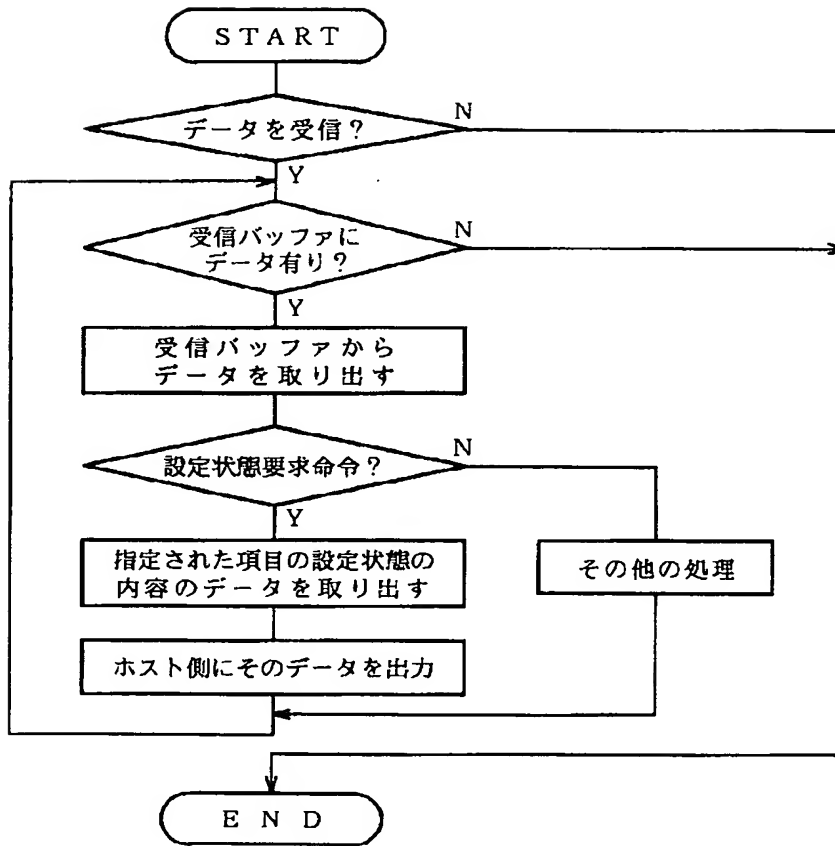 START
データを受信?
N
Y
受信バッファに
データ有り?
N
Y
受信バッファから
データを取り出す
設定状態要求命令?
N
Y
指定された項目の設定状態の
内容のデータを取り出す
その他の処理
ホスト側にそのデータを出力
END